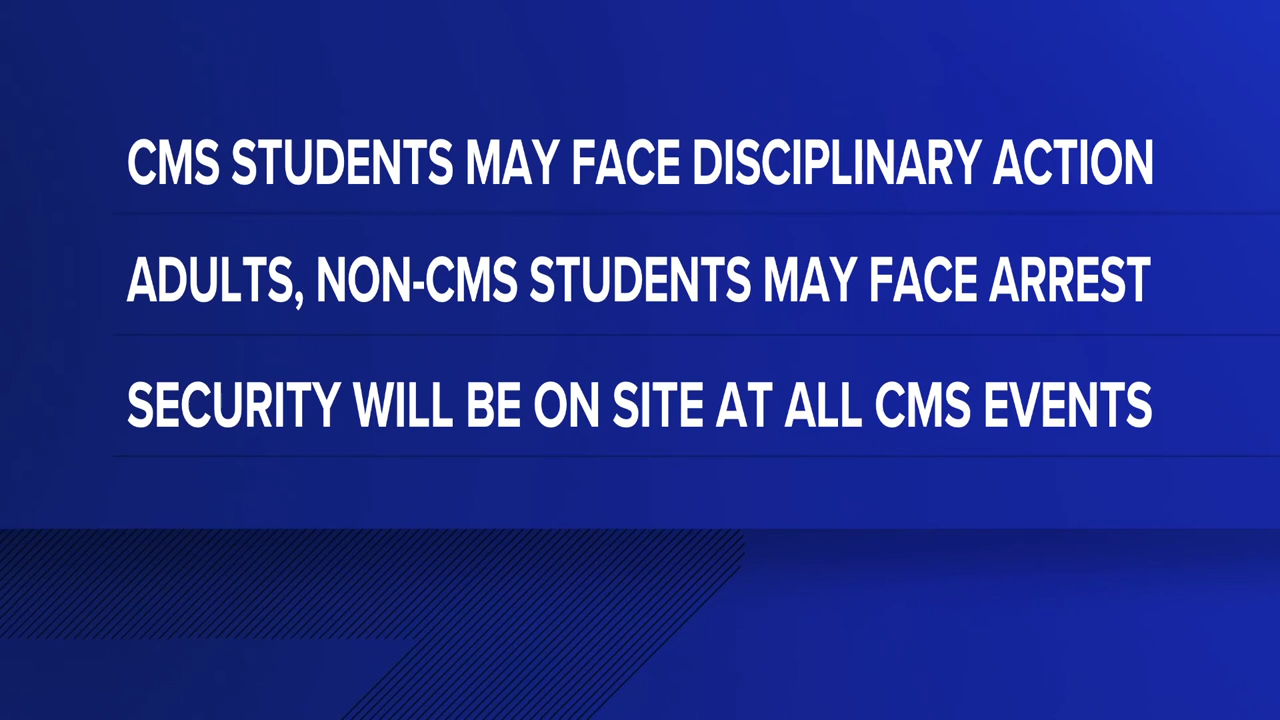 CMS STUDENTS MAY FACE DISCIPLINARY ACTION
ADULTS, NON-CMS STUDENTS MAY FACE ARREST
SECURITY WILL BE ON SITE AT ALL CMS EVENTS